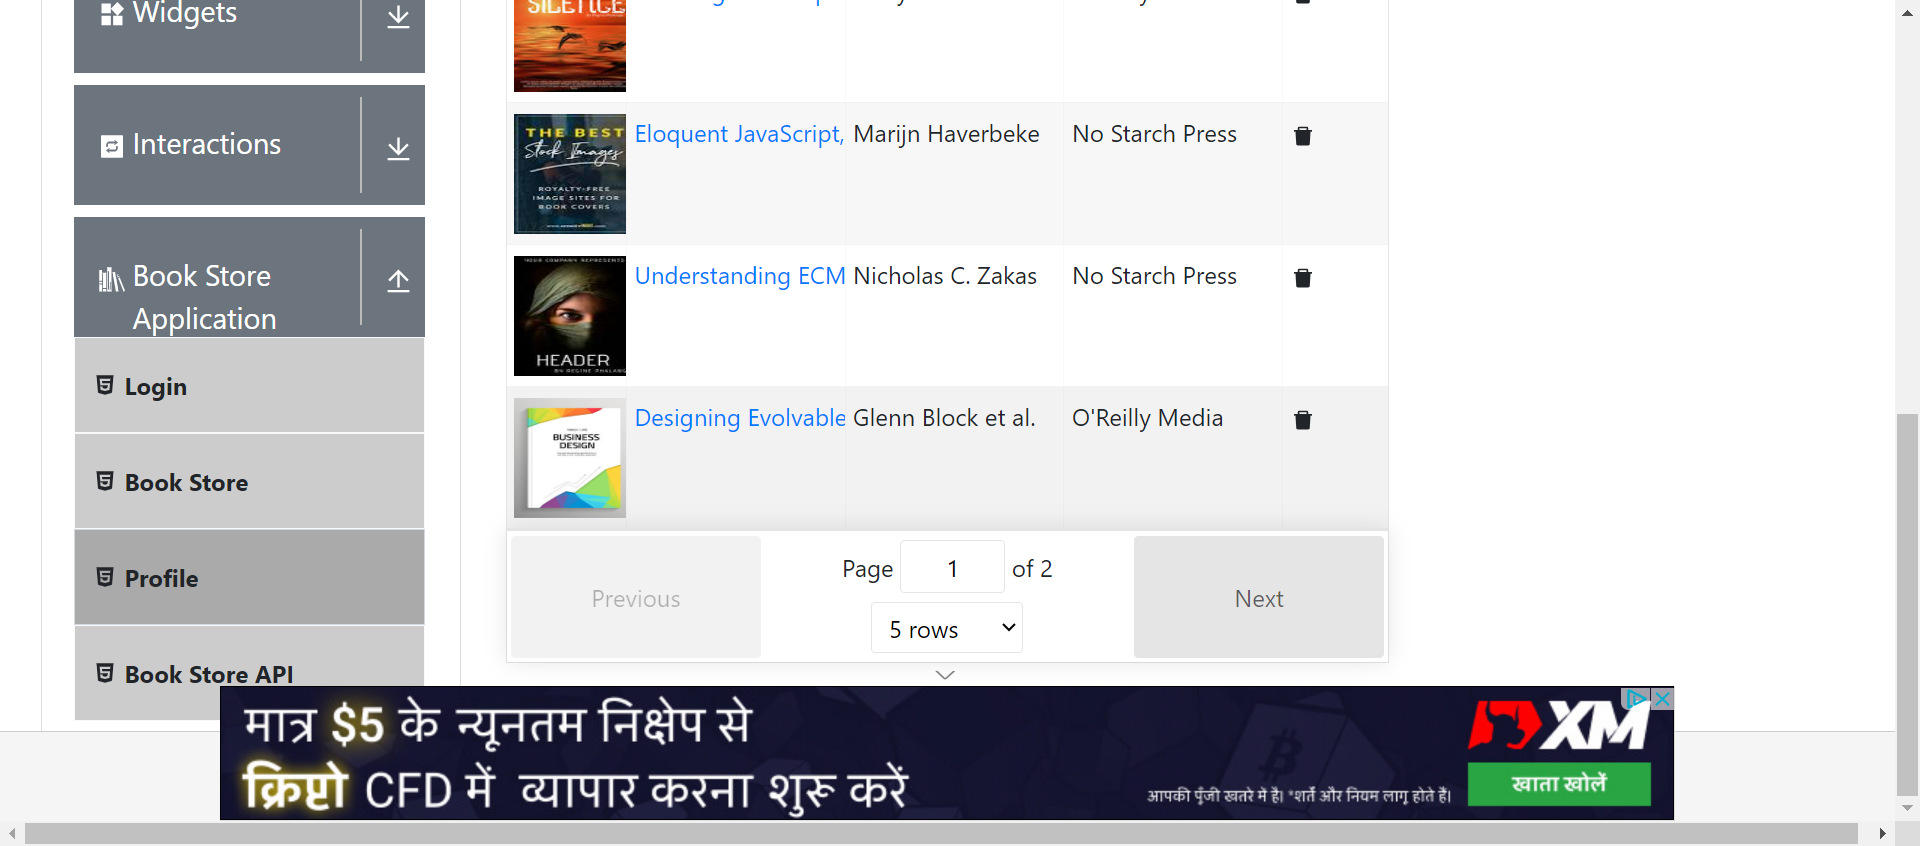 Widgets
Interactions
Book Store
Application
Login
Book Store
Profile
Book Store API
THE BEST
Stock Images
ROYALTY-FREE
IMAGE SITES FOR
BOOK COVERS
Eloquent JavaScript,
Marijn Haverbeke
No Starch Press
YOUR COMPANY REPRESENTS
HEADER
Understanding ECM
Nicholas C. Zakas
No Starch Press
BUSINESS
DESIGN
Designing Evolvable
Glenn Block et al.
O'Reilly Media
Previous
Page 1 of 2
5 rows
Next
मात्र $5 के न्यूनतम निक्षेप से
क्रिप्टो CFD में व्यापार करना शुरू करें
आपकी पूँजी खतरे में है। *शर्तें और नियम लागू होते हैं।
XM
खाता खोलें